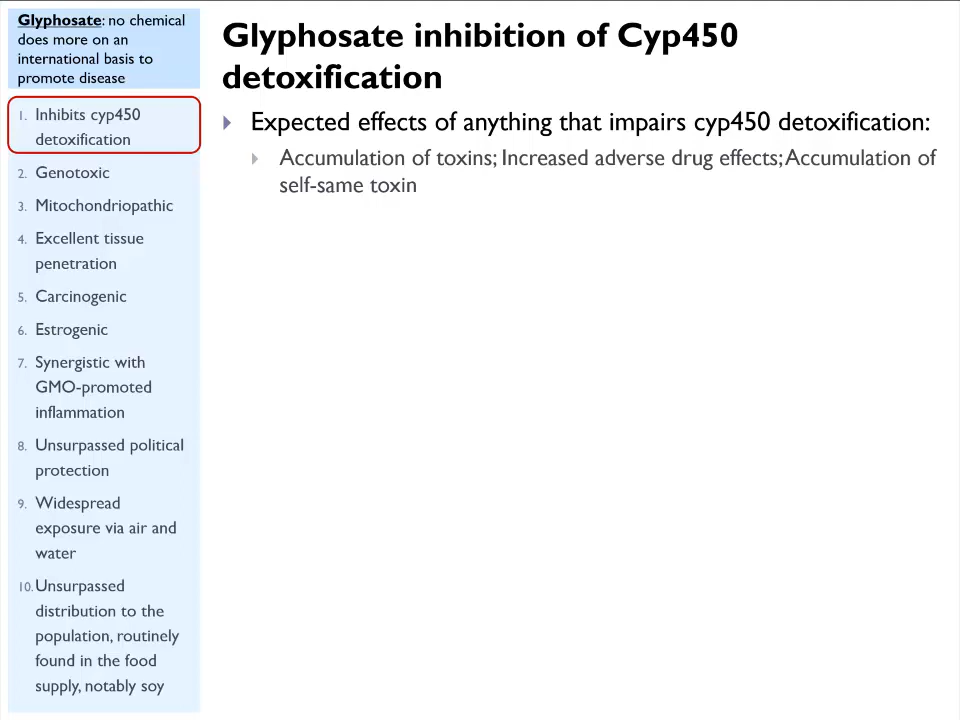 Glyphosate: no chemical
does more on an
international basis to
promote disease
1. Inhibits cyp450
detoxification
2. Genotoxic
3. Mitochondriopathic
4. Excellent tissue
penetration
5. Carcinogenic
6. Estrogenic
7. Synergistic with
GMO-promoted
inflammation
8. Unsurpassed political
protection
9. Widespread
exposure via air and
water
10. Unsurpassed
distribution to the
population, routinely
found in the food
supply, notably soy
Glyphosate inhibition of Cyp450
detoxification
Expected effects of anything that impairs cyp450 detoxification:
Accumulation of toxins; Increased adverse drug effects; Accumulation of
self-same toxin